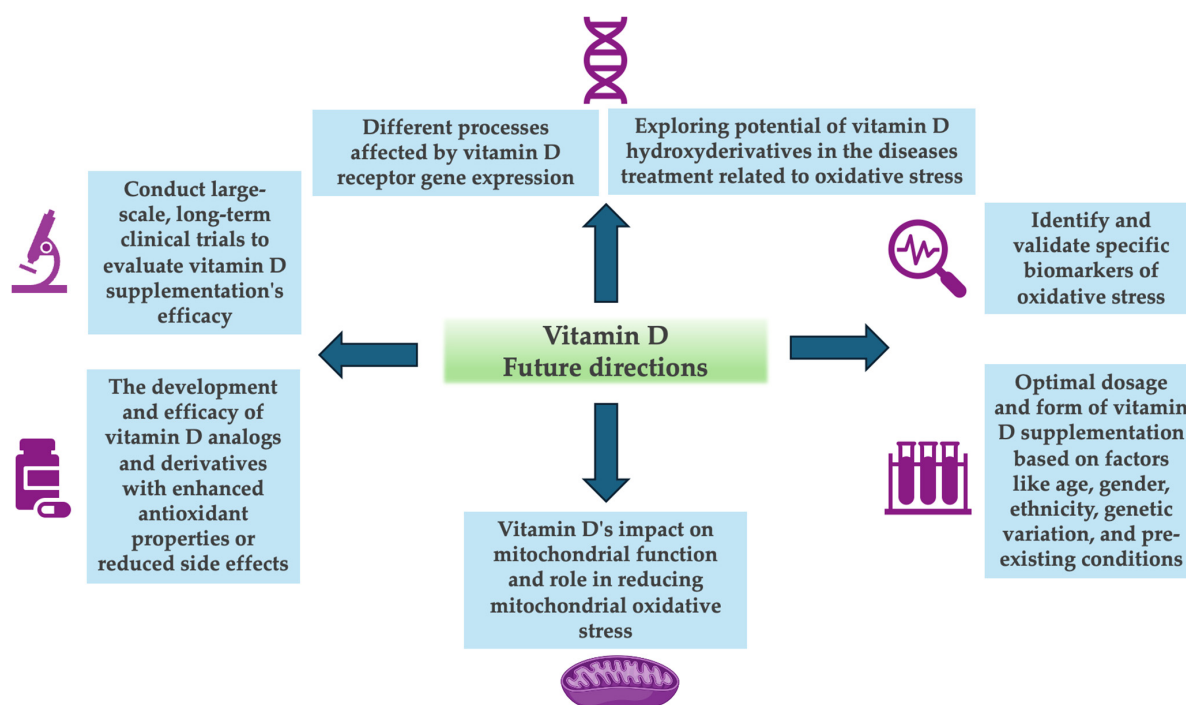 Different processes
affected by vitamin D
receptor gene expression
Exploring potential of vitamin D
hydroxyderivatives in the diseases
treatment related to oxidative stress
Conduct large-
scale, long-term
clinical trials to
evaluate vitamin D
supplementation's
efficacy
Identify and
validate specific
biomarkers of
oxidative stress
Vitamin D
Future directions
The development
and efficacy of
vitamin D analogs
and derivatives
with enhanced
antioxidant
properties or
reduced side effects
Optimal dosage
and form of vitamin
D supplementation
based on factors
like age, gender,
ethnicity, genetic
variation, and pre-
existing conditions
Vitamin D's impact on
mitochondrial function
and role in reducing
mitochondrial oxidative
stress